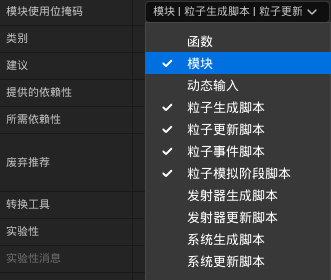 模块使用位掩码
模块 | 粒子生成脚本 | 粒子更新
类别
建议
提供的依赖性
所需依赖性
废弃推荐
转换工具
实验性
实验性消息
函数
模块
动态输入
粒子生成脚本
粒子更新脚本
粒子事件脚本
粒子模拟阶段脚本
发射器生成脚本
发射器更新脚本
系统生成脚本
系统更新脚本